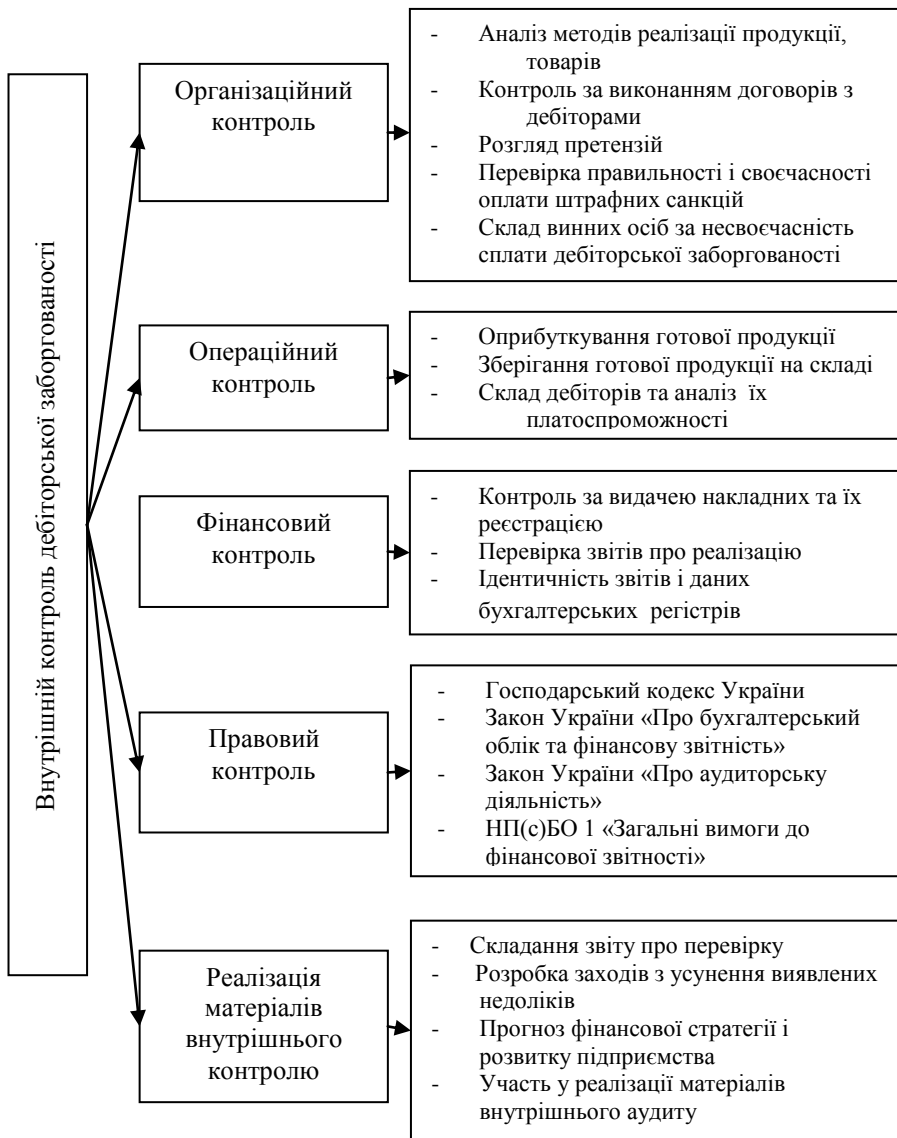 Внутрішній контроль дебіторської заборгованості
Організаційний
контроль
- Аналіз методів реалізації продукції,
товарів
- Контроль за виконанням договорів з
дебіторами
- Розгляд претензій
- Перевірка правильності і своєчасності
оплати штрафних санкцій
- Склад винних осіб за несвоєчасність
сплати дебіторської заборгованості
Операційний
контроль
- Оприбуткування готової продукції
- Зберігання готової продукції на складі
- Склад дебіторів та аналіз їх
платоспроможності
Фінансовий
контроль
- Контроль за видачею накладних та їх
реєстрацією
- Перевірка звітів про реалізацію
- Ідентичність звітів і даних
бухгалтерських регістрів
Правовий
контроль
- Господарський кодекс України
- Закон України «Про бухгалтерський
облік та фінансову звітність»
- Закон України «Про аудиторську
діяльність»
- НП(с)БО 1 «Загальні вимоги до
фінансової звітності»
Реалізація
матеріалів
внутрішнього
контролю
- Складання звіту про перевірку
- Розробка заходів з усунення виявлених
недоліків
- Прогноз фінансової стратегії і
розвитку підприємства
- Участь у реалізації матеріалів
внутрішнього аудиту